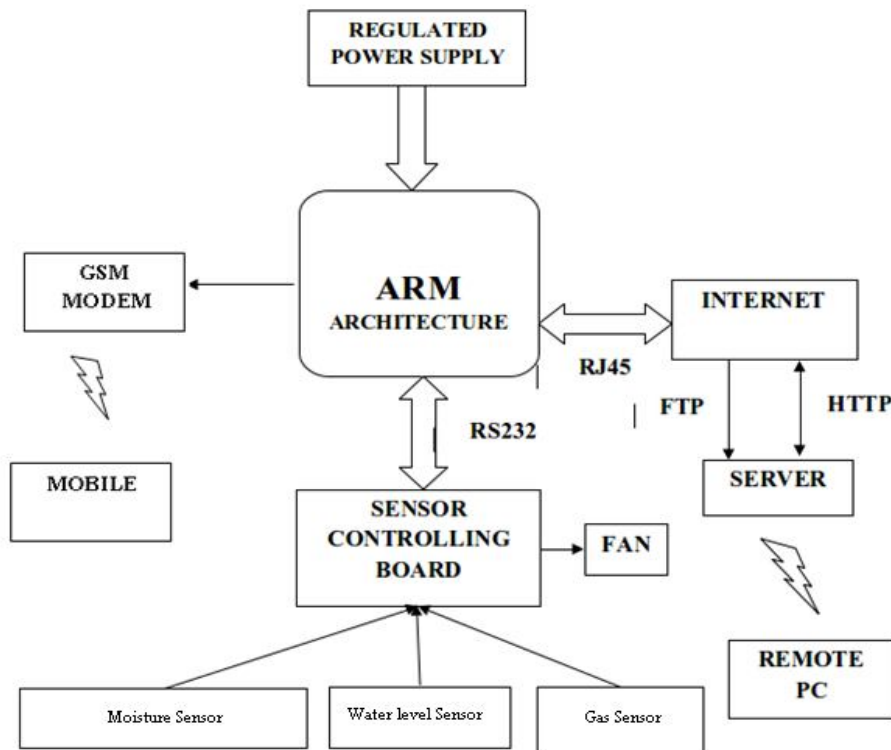 REGULATED
POWER SUPPLY
GSM
MODEM
ARM
ARCHITECTURE
INTERNET
RJ45
FTP
HTTP
RS232
MOBILE
SERVER
SENSOR
CONTROLLING
BOARD
FAN
REMOTE
PC
Moisture Sensor
Water level Sensor
Gas Sensor